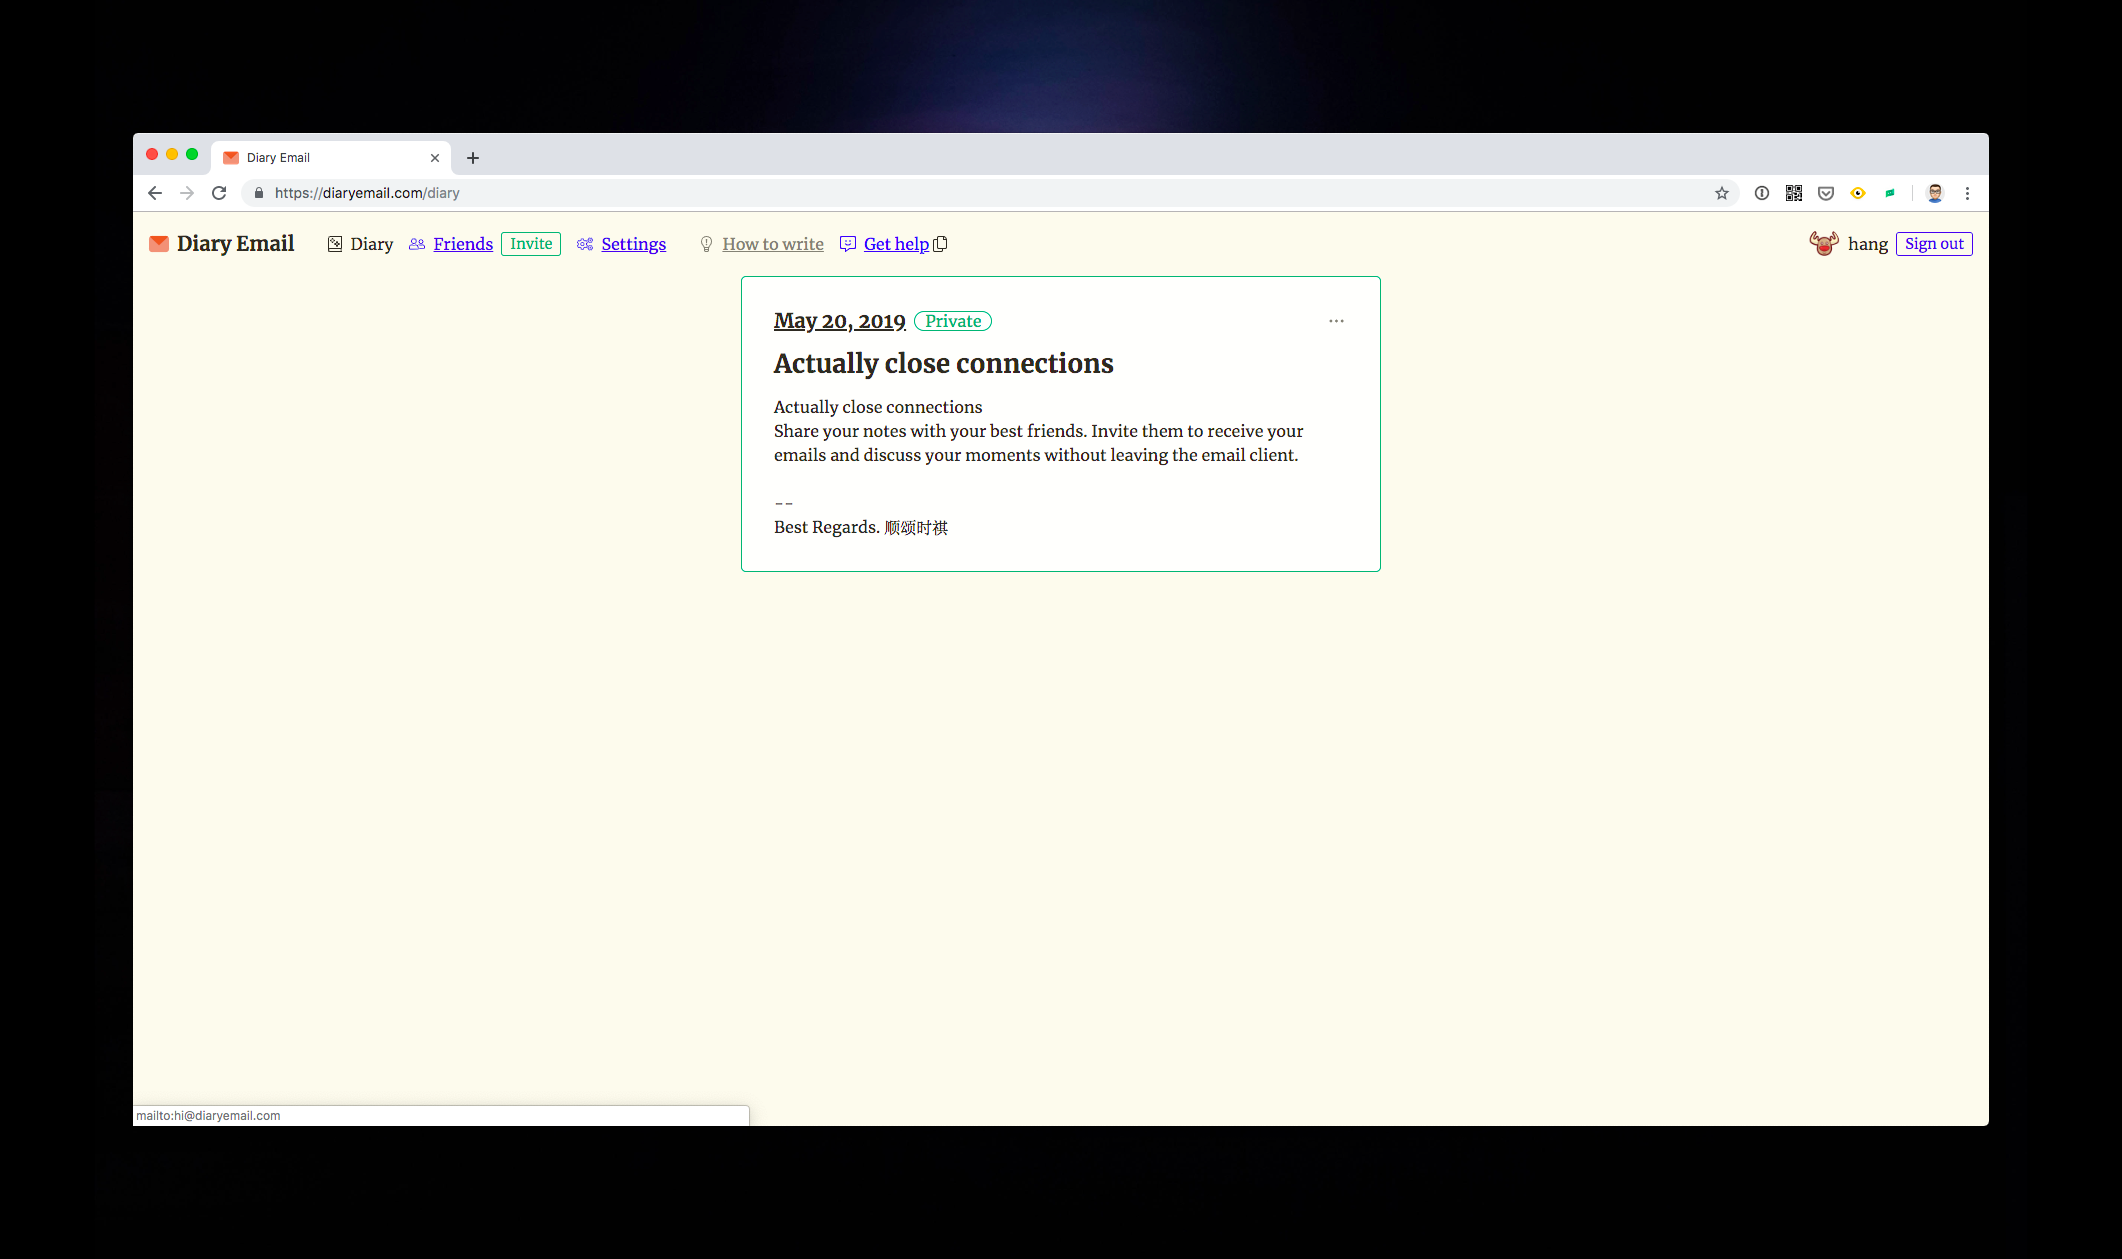 Diary Email
https://diaryemail.com/diary
Diary Email Diary Friends Invite Settings How to write Get help hang Sign out
May 20, 2019 Private ...
Actually close connections
Actually close connections
Share your notes with your best friends. Invite them to receive your
emails and discuss your moments without leaving the email client.
--
Best Regards. 顺颂时祺
mailto:hi@diaryemail.com